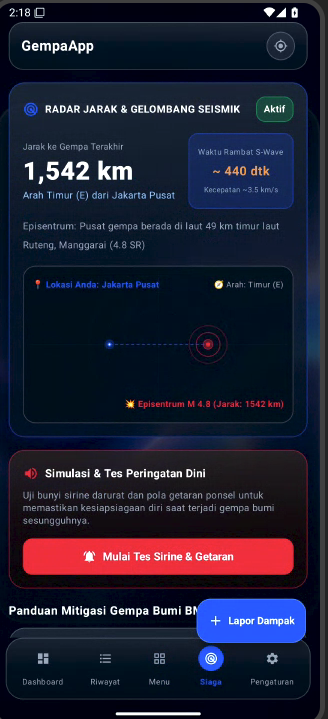 2:18
GempaApp
RADAR JARAK & GELOMBANG SEISMIK
Aktif
Jarak ke Gempa Terakhir
1,542 km
Arah Timur (E) dari Jakarta Pusat
Waktu Rambat S-Wave
~ 440 dtk
Kecepatan ~3.5 km/s
Episentrum: Pusat gempa berada di laut 49 km timur laut
Ruteng, Manggarai (4.8 SR)
📍 Lokasi Anda: Jakarta Pusat
🧭 Arah: Timur (E)
💥 Episentrum M 4.8 (Jarak: 1542 km)
Simulasi & Tes Peringatan Dini
Uji bunyi sirine darurat dan pola getaran ponsel untuk
memastikan kesiapsiagaan diri saat terjadi gempa bumi
sesungguhnya.
Mulai Tes Sirine & Getaran
Panduan Mitigasi Gempa Bumi
+ Lapor Dampak
Dashboard
Riwayat
Menu
Siaga
Pengaturan